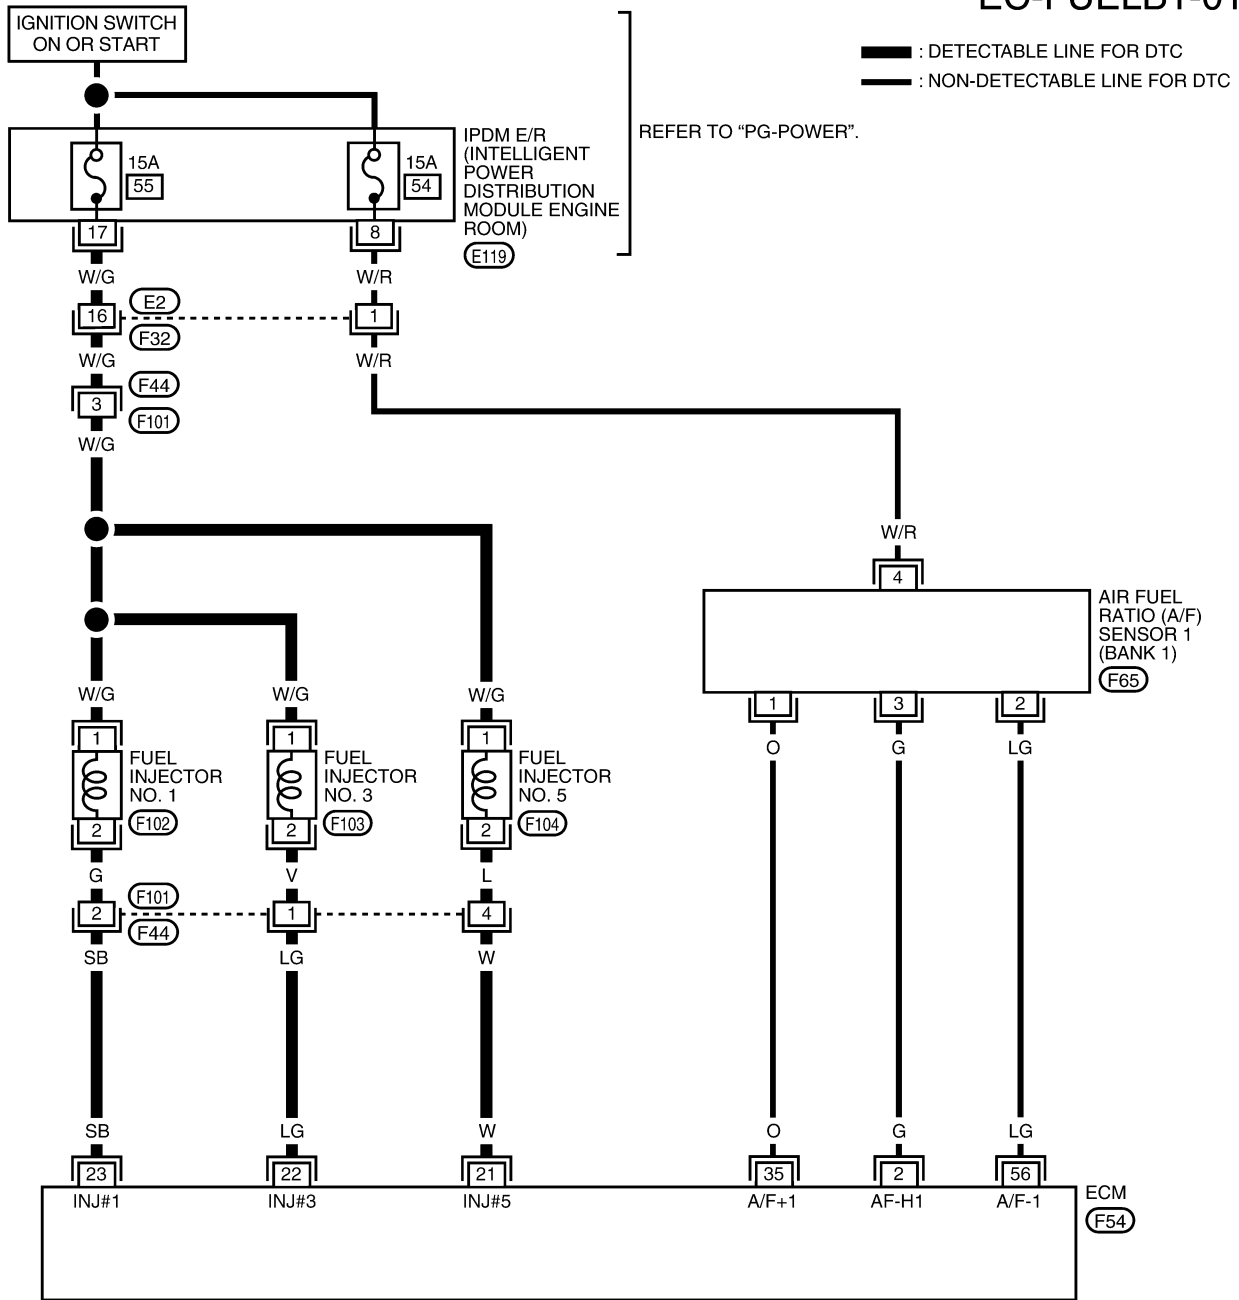 IGNITION SWITCH
ON OR START
: DETECTABLE LINE FOR DTC
: NON-DETECTABLE LINE FOR DTC
REFER TO “PG-POWER”.
15A
55
15A
54
IPDM E/R
(INTELLIGENT
POWER
DISTRIBUTION
MODULE ENGINE
ROOM)
E119
17
8
W/G
W/R
16
E2
F32
1
W/G
W/R
3
F44
F101
W/G
W/R
4
AIR FUEL
RATIO (A/F)
SENSOR 1
(BANK 1)
F65
1
3
2
O
G
LG
W/G
W/G
W/G
1
1
1
FUEL
INJECTOR
NO. 1
F102
FUEL
INJECTOR
NO. 3
F103
FUEL
INJECTOR
NO. 5
F104
2
2
2
G
V
L
F101
F44
2
1
4
SB
LG
W
SB
LG
W
O
G
LG
23
22
21
35
2
56
INJ#1
INJ#3
INJ#5
A/F+1
AF-H1
A/F-1
ECM
F54